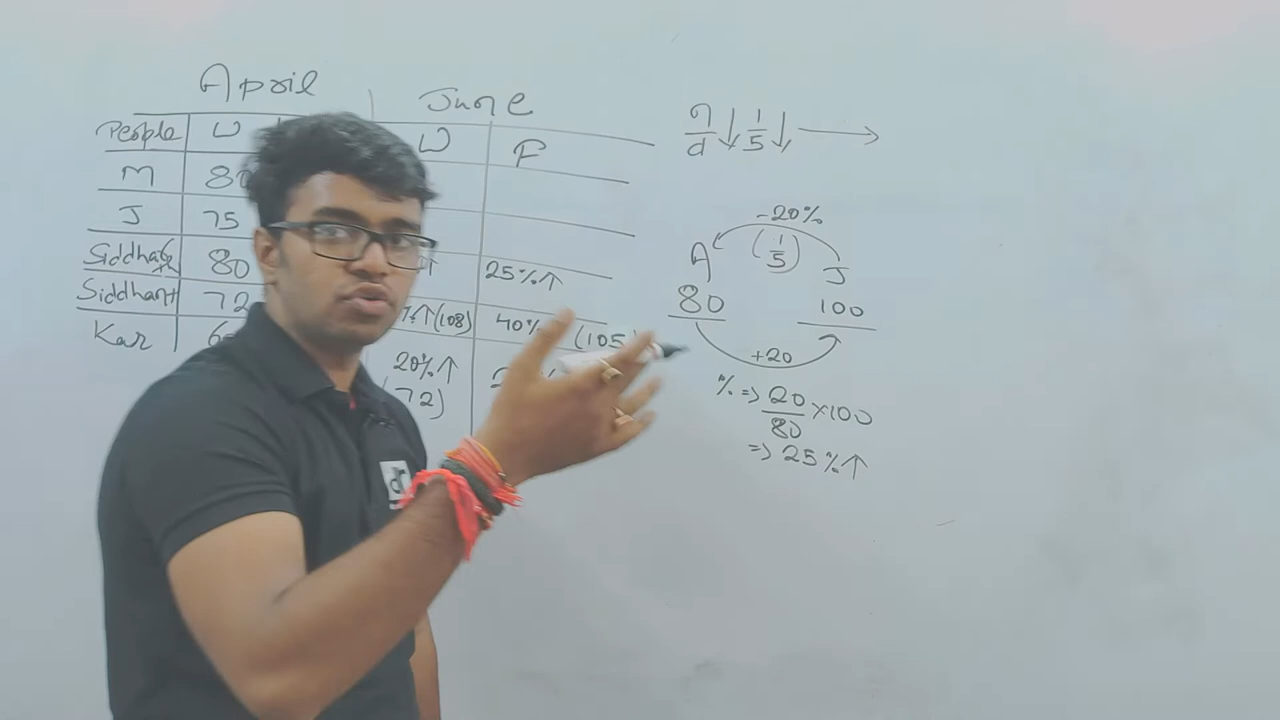 April June
People W W F
M 80
J 75
Siddharth 80 25%↑
Siddhant 72 %↑(108) 40% (105)
Kar 20%↑
72)
n/d ↓ 1/5 ↓ →
-20%
(1/5)
A J
80 100
+20
% => 20/80 ×100
=> 25%↑